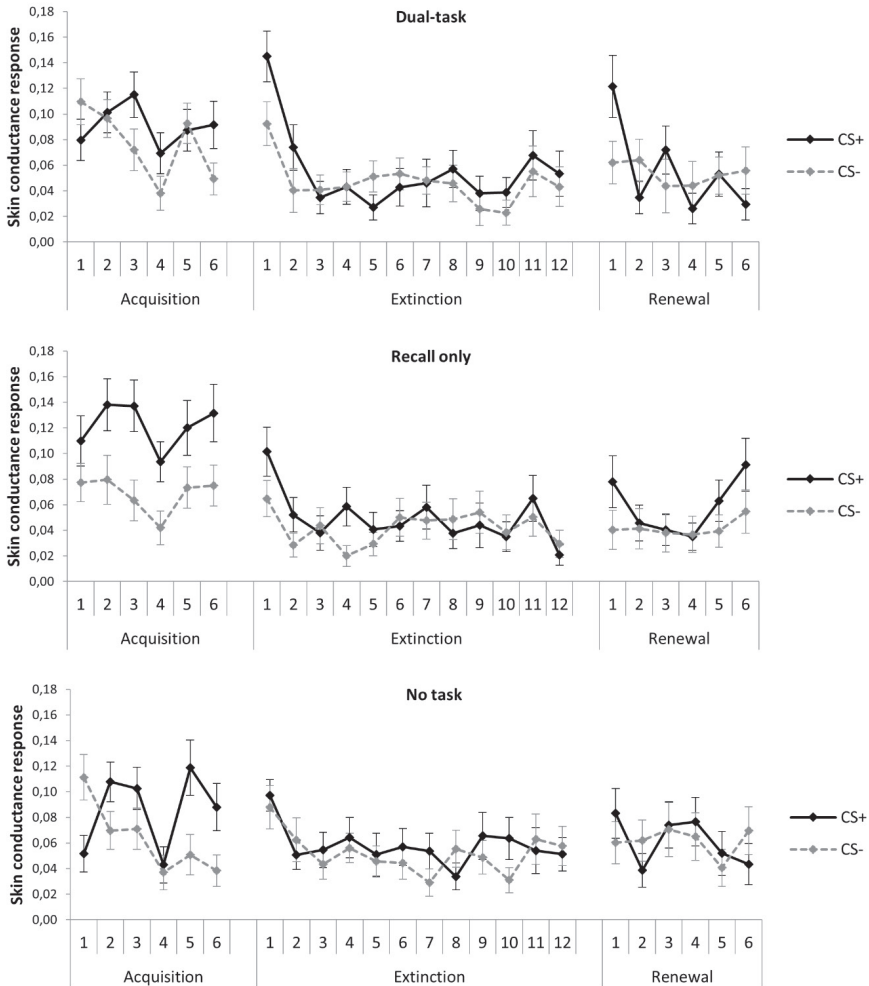 Dual-task
Skin conductance response
0,18
0,16
0,14
0,12
0,10
0,08
0,06
0,04
0,02
0,00
1 2 3 4 5 6 1 2 3 4 5 6 7 8 9 10 11 12 1 2 3 4 5 6
Acquisition Extinction Renewal
CS+
CS-
Recall only
Skin conductance response
0,18
0,16
0,14
0,12
0,10
0,08
0,06
0,04
0,02
0,00
1 2 3 4 5 6 1 2 3 4 5 6 7 8 9 10 11 12 1 2 3 4 5 6
Acquisition Extinction Renewal
CS+
CS-
No task
Skin conductance response
0,18
0,16
0,14
0,12
0,10
0,08
0,06
0,04
0,02
0,00
1 2 3 4 5 6 1 2 3 4 5 6 7 8 9 10 11 12 1 2 3 4 5 6
Acquisition Extinction Renewal
CS+
CS-